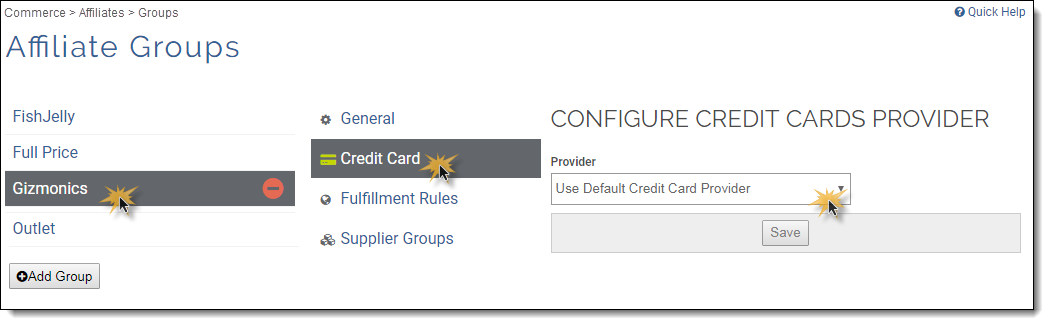 Commerce > Affiliates > Groups
Quick Help
Affiliate Groups
FishJelly
Full Price
Gizmonics
Outlet
Add Group
General
Credit Card
Fulfillment Rules
Supplier Groups
CONFIGURE CREDIT CARDS PROVIDER
Provider
Use Default Credit Card Provider
Save